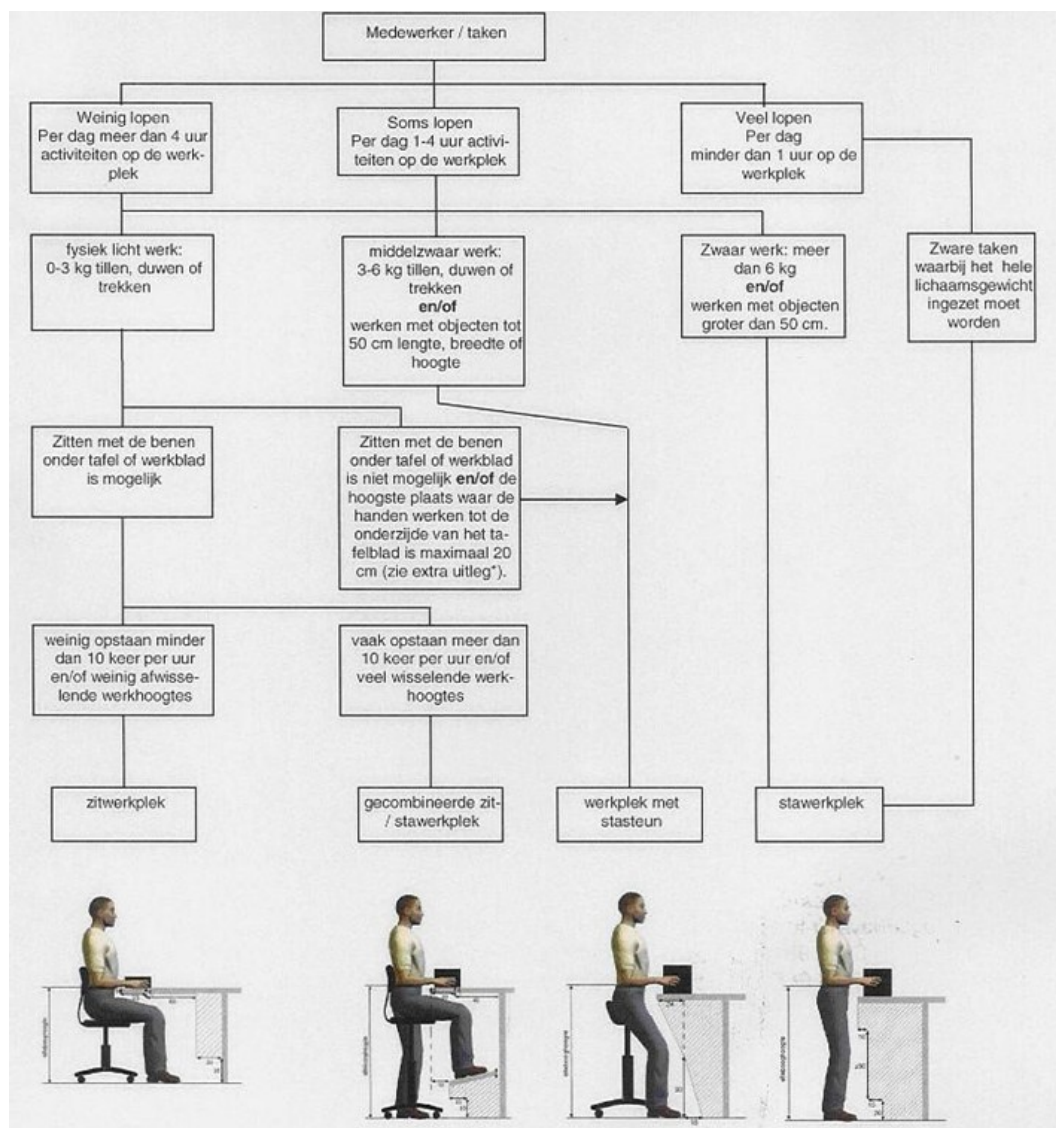 Medewerker / taken
Weinig lopen
Per dag meer dan 4 uur
activiteiten op de werk-
plek
Soms lopen
Per dag 1-4 uur activi-
teiten op de werkplek
Veel lopen
Per dag
minder dan 1 uur op de
werkplek
fysiek licht werk:
0-3 kg tillen, duwen of
trekken
middelzwaar werk:
3-6 kg tillen, duwen of
trekken
en/of
werken met objecten tot
50 cm lengte, breedte of
hoogte
Zwaar werk: meer
dan 6 kg
en/of
werken met objecten
groter dan 50 cm.
Zware taken
waarbij het hele
lichaamsgewicht
ingezet moet
worden
Zitten met de benen
onder tafel of werkblad
is mogelijk
Zitten met de benen
onder tafel of werkblad
is niet mogelijk en/of de
hoogste plaats waar de
handen werken tot de
onderzijde van het ta-
felblad is maximaal 20
cm (zie extra uitleg*).
weinig opstaan minder
dan 10 keer per uur
en/of weinig afwisse-
lende werkhoogtes
vaak opstaan meer dan
10 keer per uur en/of
veel wisselende werk-
hoogtes
zitwerkplek
gecombineerde zit-
/ stawerkplek
werkplek met
stasteun
stawerkplek